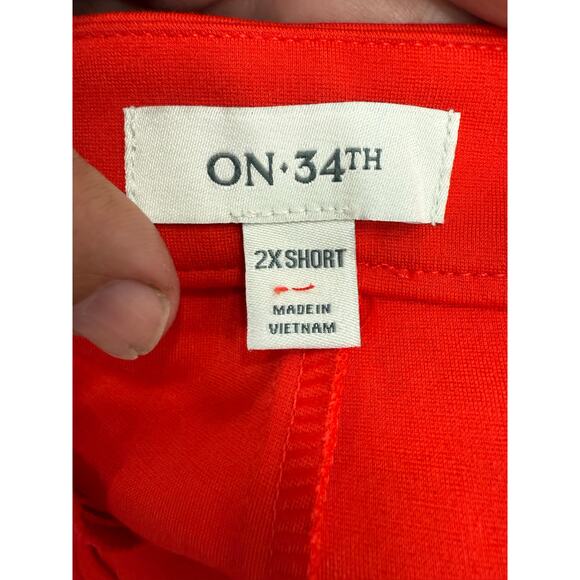 ON·34TH
2X SHORT
MADE IN
VIETNAM